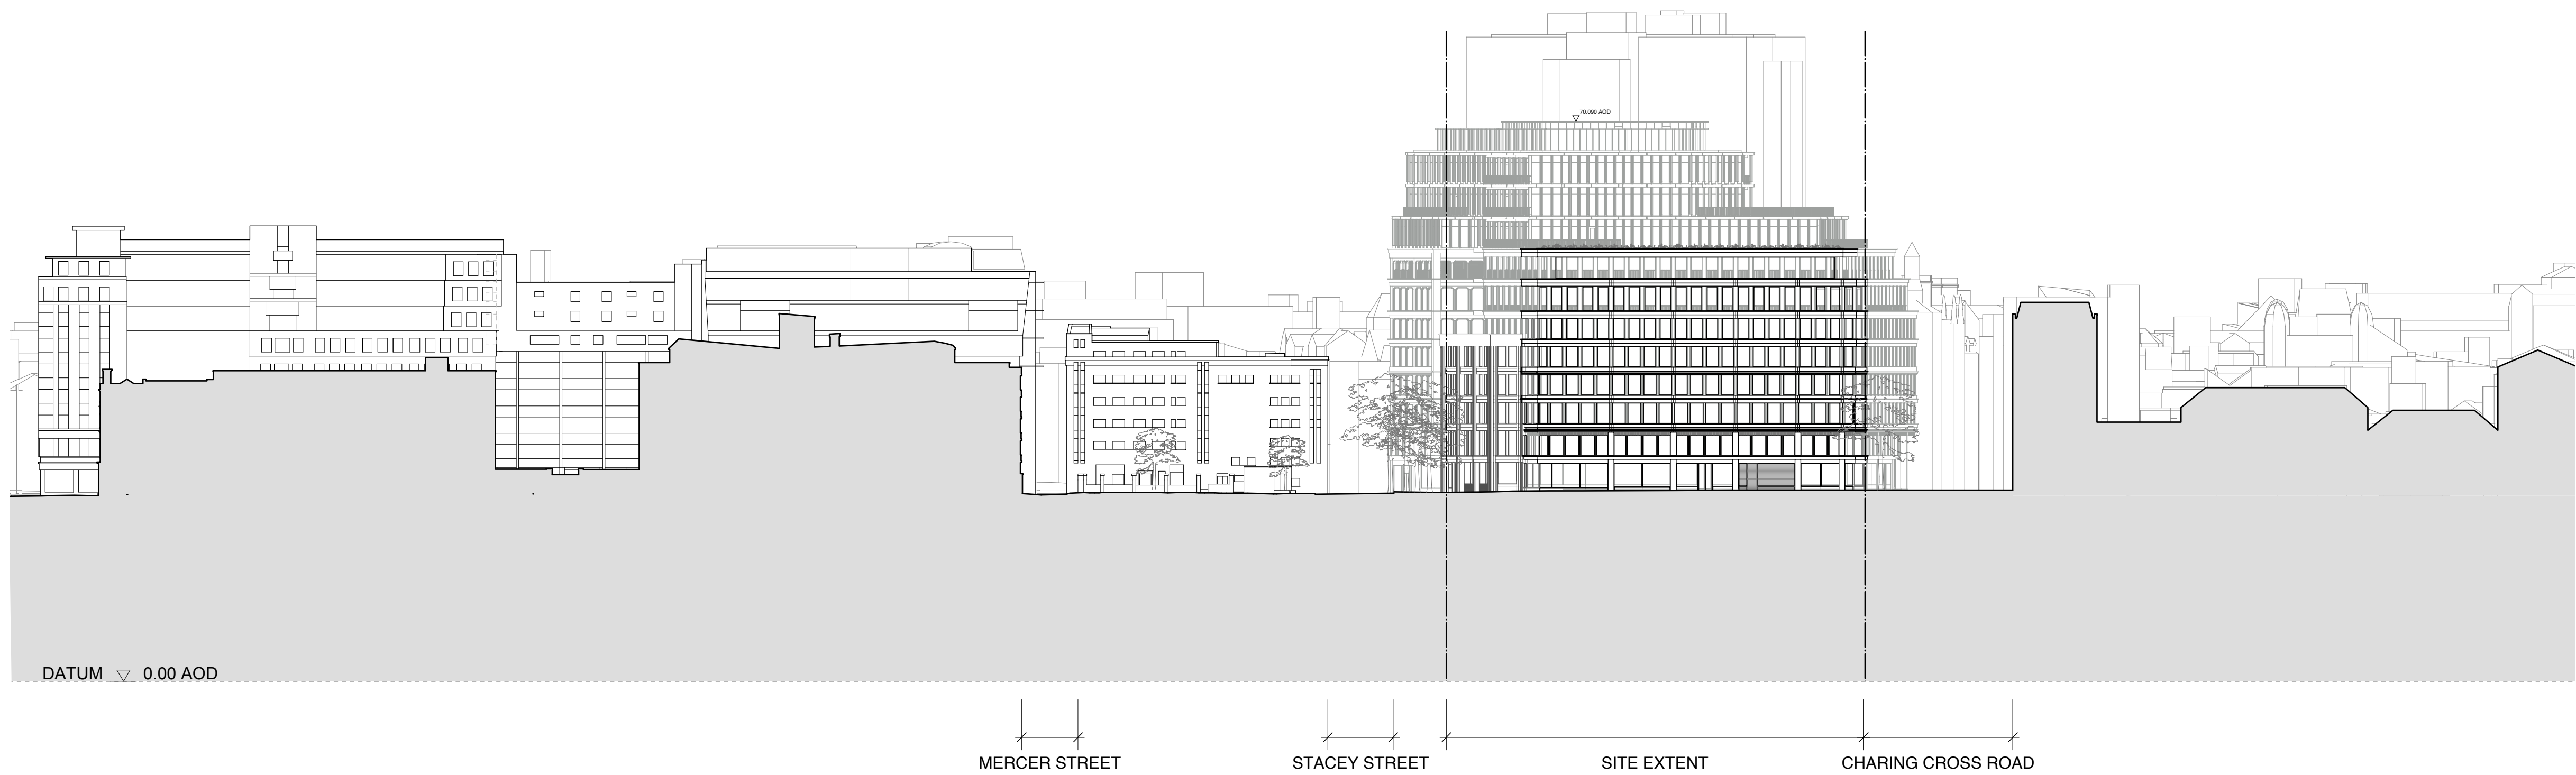 70.090 AOD
DATUM 0.00 AOD
MERCER STREET STACEY STREET SITE EXTENT CHARING CROSS ROAD